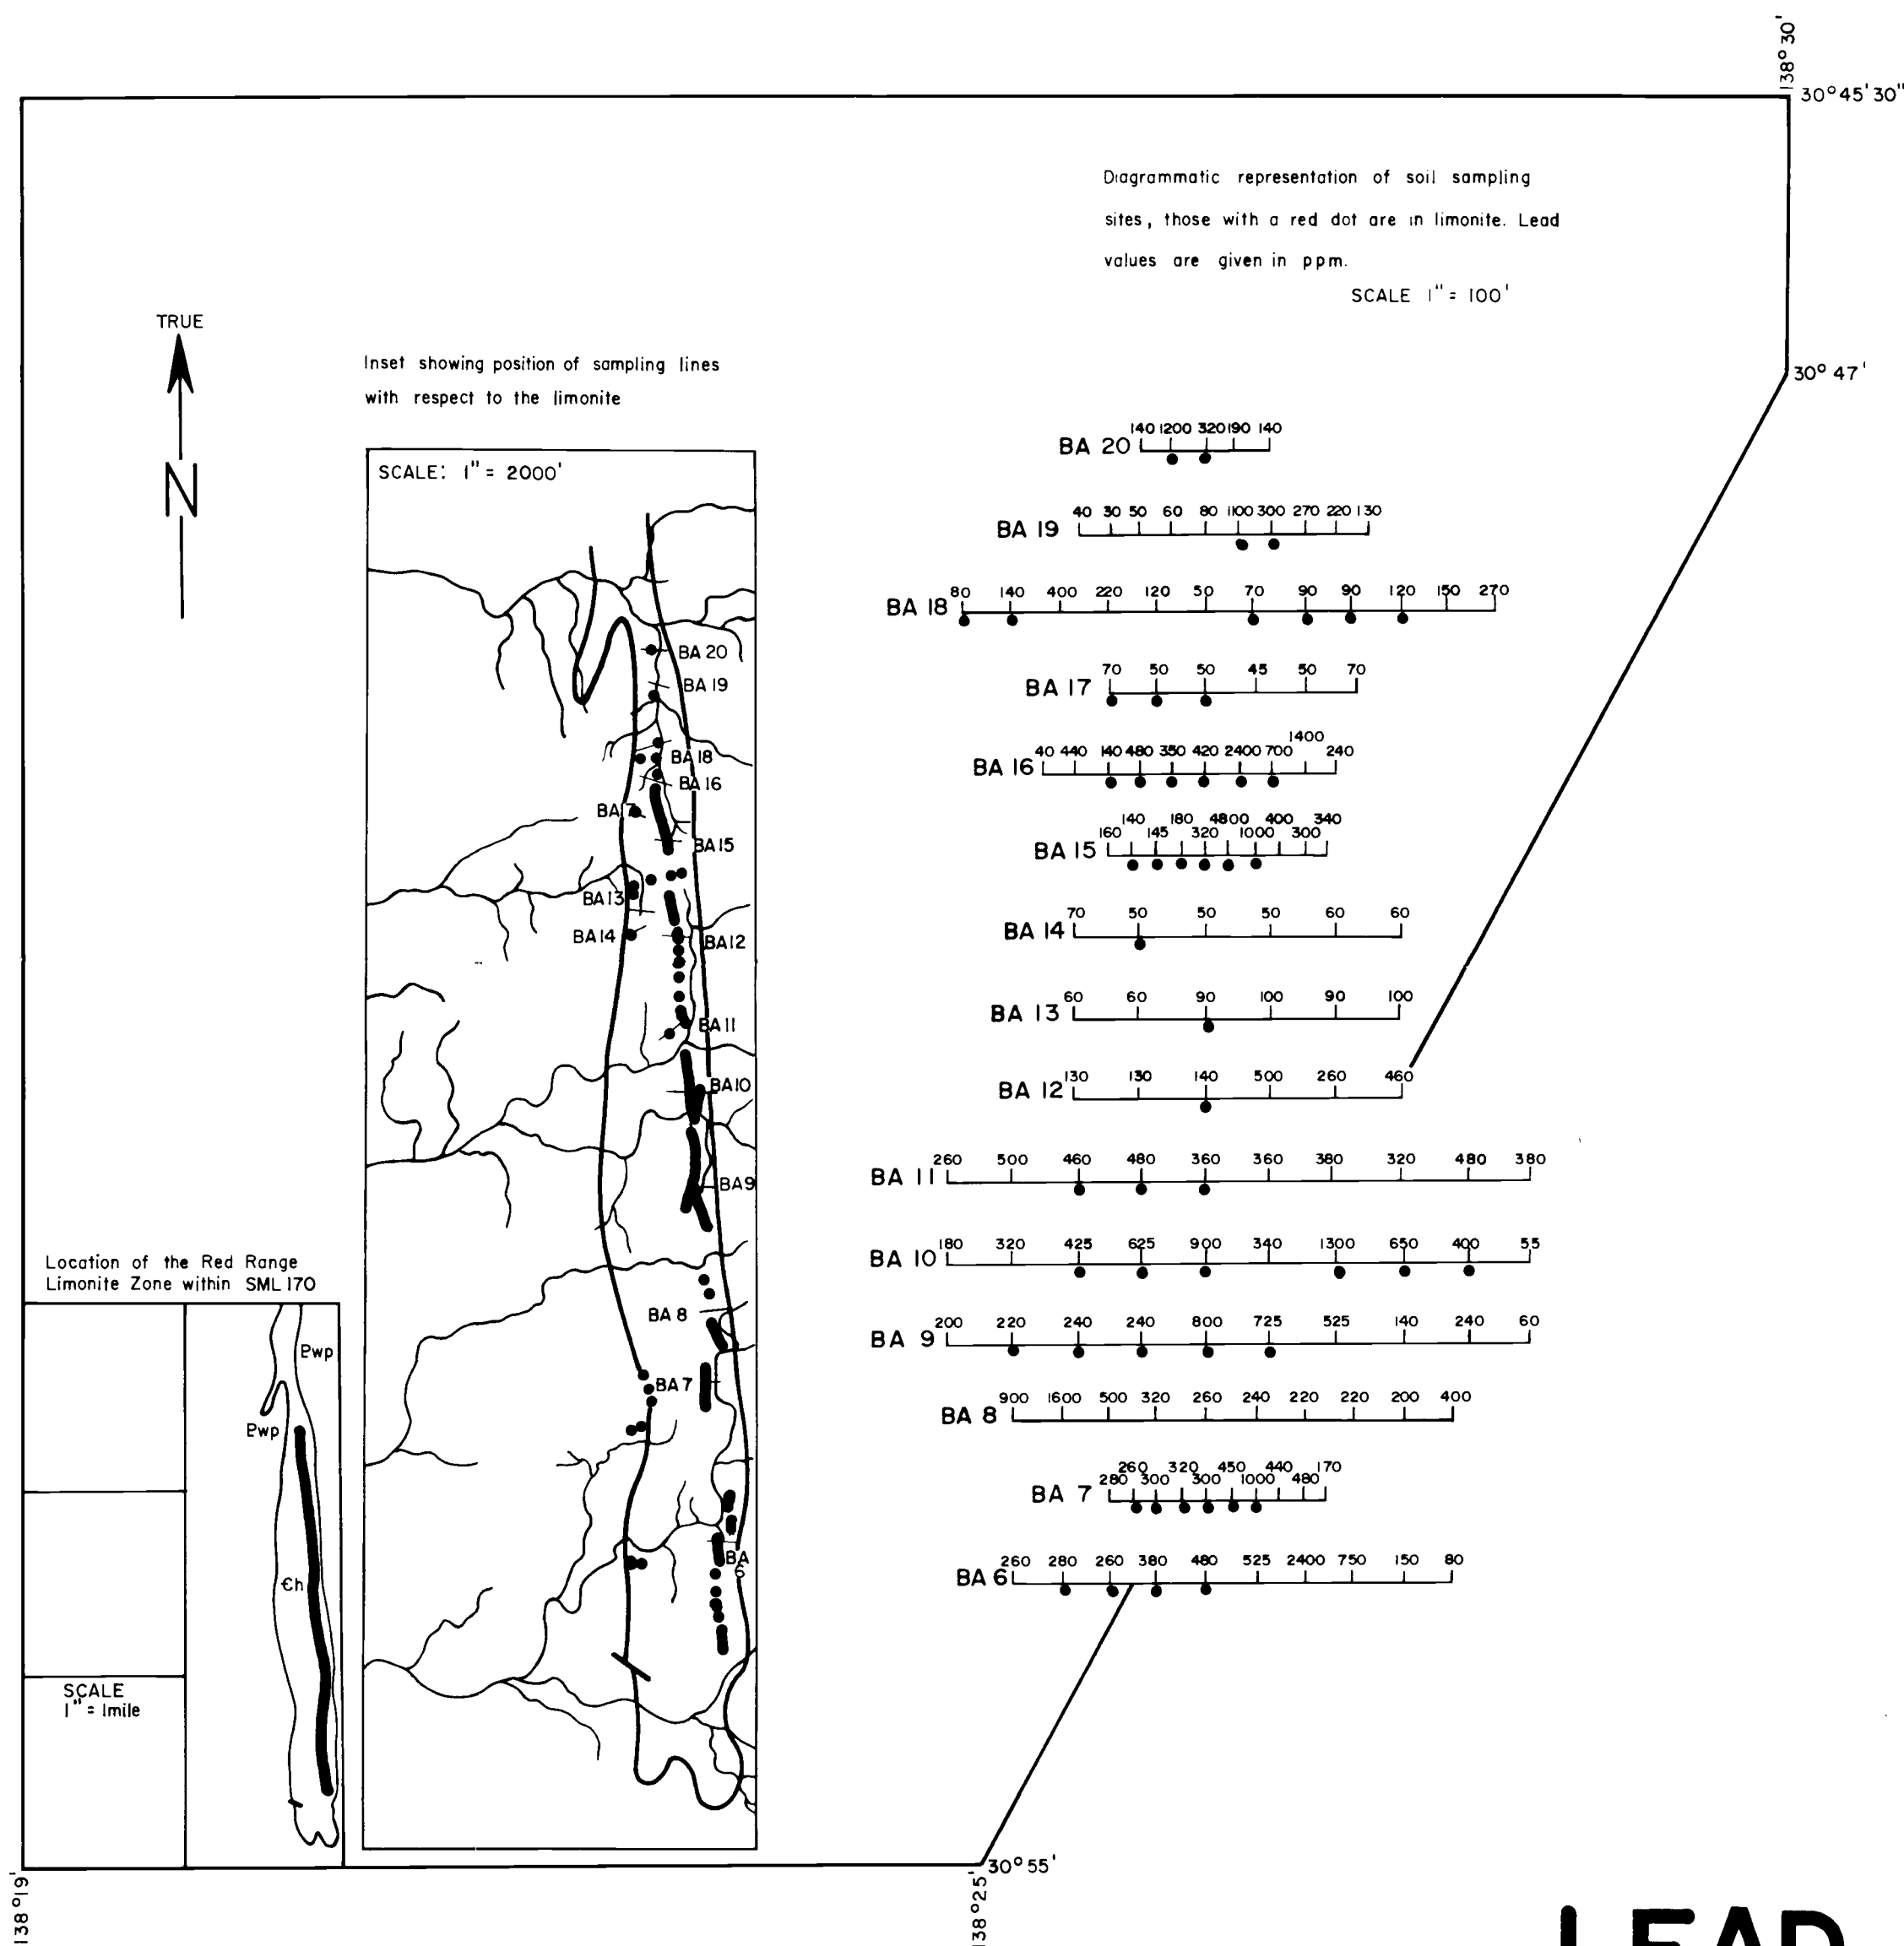 138°30'
30°45'30"
Diagrammatic representation of soil sampling
sites, those with a red dot are in limonite. Lead
values are given in ppm.
SCALE 1" = 100'
TRUE
N
30° 47'
Inset showing position of sampling lines
with respect to the limonite
SCALE: 1" = 2000'
BA 20
BA 19
BA 18
BA 16
BA 7
BA 15
BA 13
BA 14
BA 12
BA 11
BA 10
BA 9
BA 8
BA 7
BA
6
140 1200 320 190 140
BA 20
40 30 50 60 80 1100 300 270 220 130
BA 19
80 140 400 220 120 50 70 90 90 120 150 270
BA 18
70 50 50 45 50 70
BA 17
1400
40 440 140 480 350 420 2400 700 240
BA 16
140 180 4800 400 340
160 145 320 1000 300
BA 15
70 50 50 50 60 60
BA 14
60 60 90 100 90 100
BA 13
130 130 140 500 260 460
BA 12
260 500 460 480 360 360 380 320 480 380
BA 11
180 320 425 625 900 340 1300 650 400 55
BA 10
200 220 240 240 800 725 525 140 240 60
BA 9
900 1600 500 320 260 240 220 220 200 400
BA 8
260 320 450 440 170
280 300 300 1000 480
BA 7
260 280 260 380 480 525 2400 750 150 80
BA 6
Location of the Red Range
Limonite Zone within SML 170
Pwp
Pwp
Єh
SCALE
1" = 1mile
30° 55'
138°19'
138°25'
LEAD